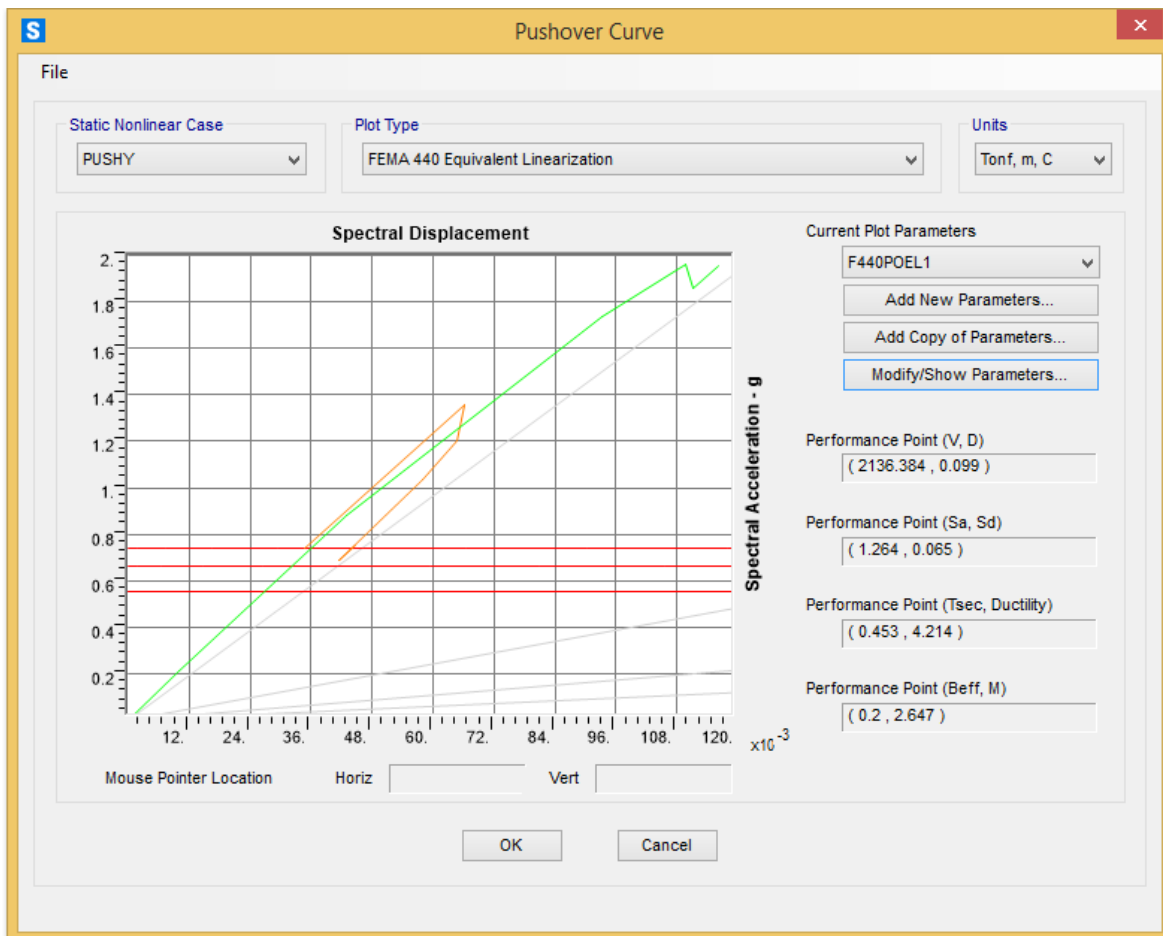 S
Pushover Curve
File
Static Nonlinear Case
Plot Type
Units
PUSHY
FEMA 440 Equivalent Linearization
Tonf, m, C
Spectral Displacement
2.
1.8
1.6
1.4
1.2
1.
0.8
0.6
0.4
0.2
12. 24. 36. 48. 60. 72. 84. 96. 108. 120.
x10 -3
Spectral Acceleration - g
Mouse Pointer Location
Horiz
Vert
Current Plot Parameters
F440POEL1
Add New Parameters...
Add Copy of Parameters...
Modify/Show Parameters...
Performance Point (V, D)
( 2136.384 , 0.099 )
Performance Point (Sa, Sd)
( 1.264 , 0.065 )
Performance Point (Tsec, Ductility)
( 0.453 , 4.214 )
Performance Point (Beff, M)
( 0.2 , 2.647 )
OK
Cancel